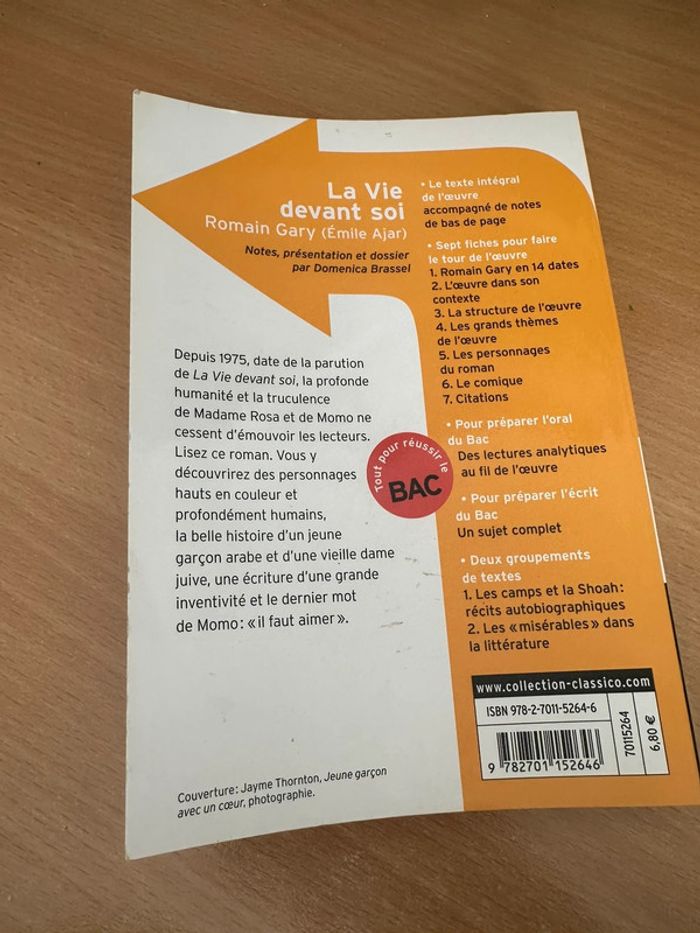 La Vie
devant soi
Romain Gary (Émile Ajar)
Notes, présentation et dossier
par Domenica Brassel
Depuis 1975, date de la parution
de La Vie devant soi, la profonde
humanité et la truculence
de Madame Rosa et de Momo ne
cessent d'émouvoir les lecteurs.
Lisez ce roman. Vous y
découvrirez des personnages
hauts en couleur et
profondément humains,
la belle histoire d'un jeune
garçon arabe et d'une vieille dame
juive, une écriture d'une grande
inventivité et le dernier mot
de Momo : « il faut aimer ».
Couverture : Jayme Thornton, Jeune garçon
avec un cœur, photographie.
Tout pour réussir le
BAC
• Le texte intégral
de l'œuvre
accompagné de notes
de bas de page
• Sept fiches pour faire
le tour de l'œuvre
1. Romain Gary en 14 dates
2. L'œuvre dans son
contexte
3. La structure de l'œuvre
4. Les grands thèmes
de l'œuvre
5. Les personnages
du roman
6. Le comique
7. Citations
• Pour préparer l'oral
du Bac
Des lectures analytiques
au fil de l'œuvre
• Pour préparer l'écrit
du Bac
Un sujet complet
• Deux groupements
de textes
1. Les camps et la Shoah :
récits autobiographiques
2. Les « misérables » dans
la littérature
www.collection-classico.com
ISBN 978-2-7011-5264-6
9 782701 152646
70115264
6,80 €